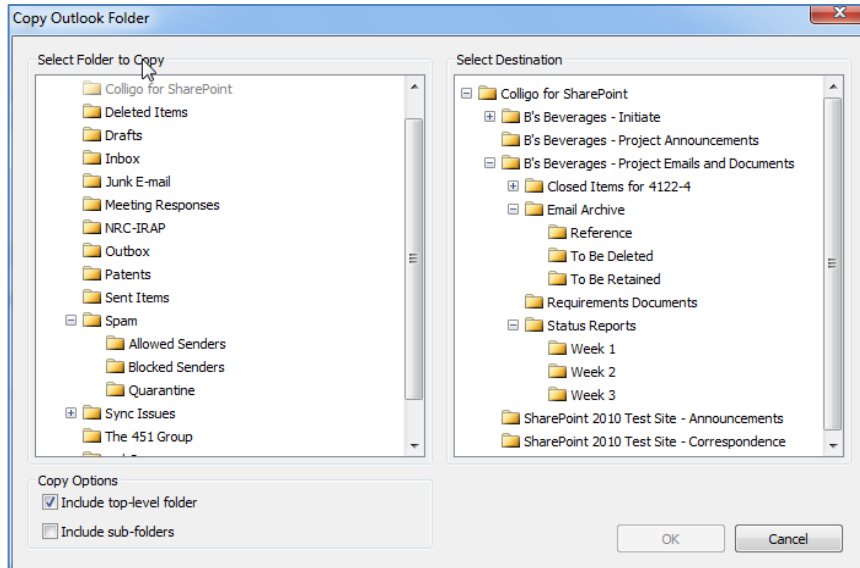 Copy Outlook Folder
Select Folder to Copy
Colligo for SharePoint
Deleted Items
Drafts
Inbox
Junk E-mail
Meeting Responses
NRC-IRAP
Outbox
Patents
Sent Items
Spam
Allowed Senders
Blocked Senders
Quarantine
Sync Issues
The 451 Group
Select Destination
Colligo for SharePoint
B's Beverages - Initiate
B's Beverages - Project Announcements
B's Beverages - Project Emails and Documents
Closed Items for 4122-4
Email Archive
Reference
To Be Deleted
To Be Retained
Requirements Documents
Status Reports
Week 1
Week 2
Week 3
SharePoint 2010 Test Site - Announcements
SharePoint 2010 Test Site - Correspondence
Copy Options
Include top-level folder
Include sub-folders
OK
Cancel